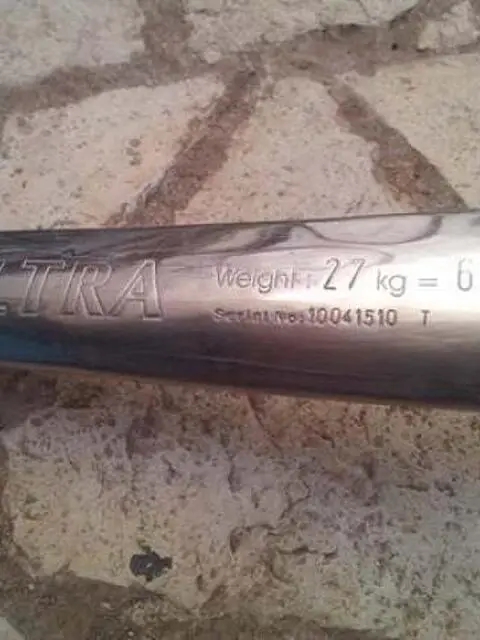 LTRA
Weight: 27 kg = 6
Serial No: 10041510 T